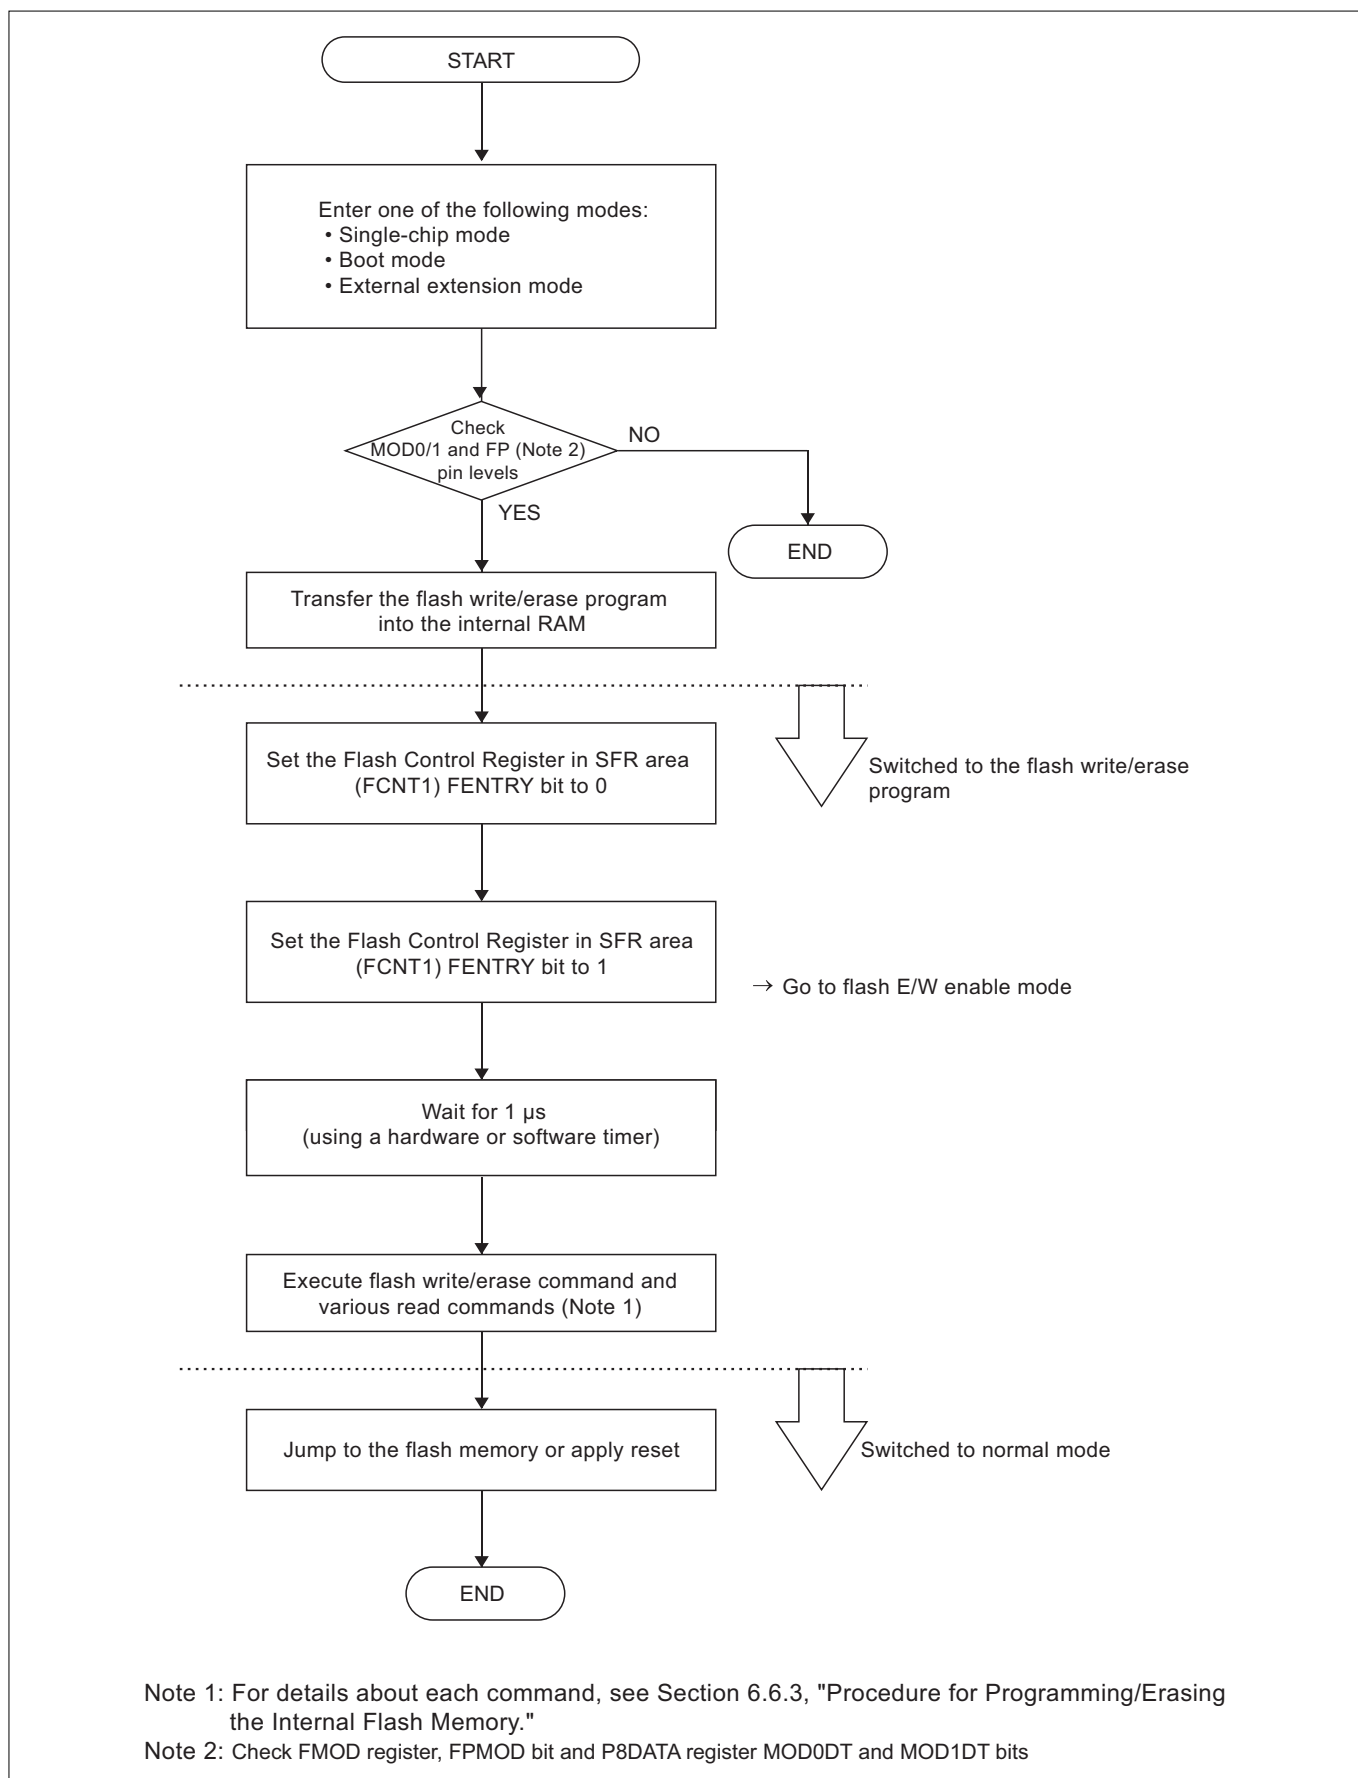 START
Enter one of the following modes:
• Single-chip mode
• Boot mode
• External extension mode
Check
MOD0/1 and FP (Note 2)
pin levels
NO
YES
END
Transfer the flash write/erase program
into the internal RAM
Set the Flash Control Register in SFR area
(FCNT1) FENTRY bit to 0
Switched to the flash write/erase
program
Set the Flash Control Register in SFR area
(FCNT1) FENTRY bit to 1
→ Go to flash E/W enable mode
Wait for 1 µs
(using a hardware or software timer)
Execute flash write/erase command and
various read commands (Note 1)
Jump to the flash memory or apply reset
Switched to normal mode
END
Note 1: For details about each command, see Section 6.6.3, "Procedure for Programming/Erasing
the Internal Flash Memory."
Note 2: Check FMOD register, FPMOD bit and P8DATA register MOD0DT and MOD1DT bits